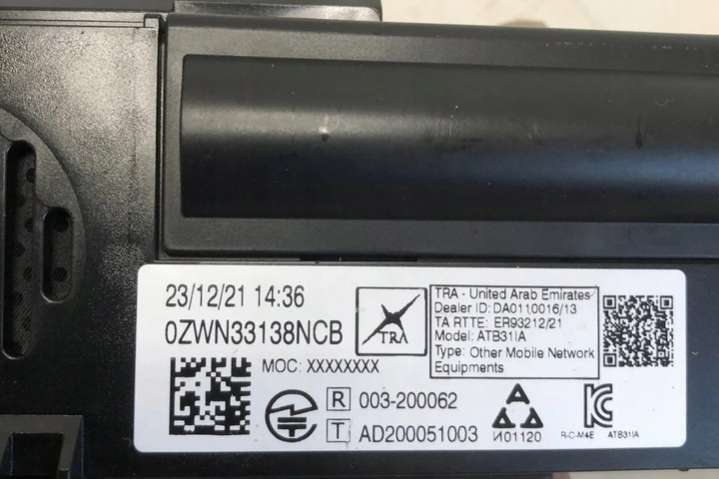 23/12/21 14:36
0ZWN33138NCB
MOC: XXXXXXXX
TRA
TRA - United Arab Emirates
Dealer ID: DA0110016/13
TA RTTE: ER93212/21
Model: ATB31IA
Type: Other Mobile Network
Equipments
R 003-200062
T AD200051003
И01120
R-C-M4E ATB31IA